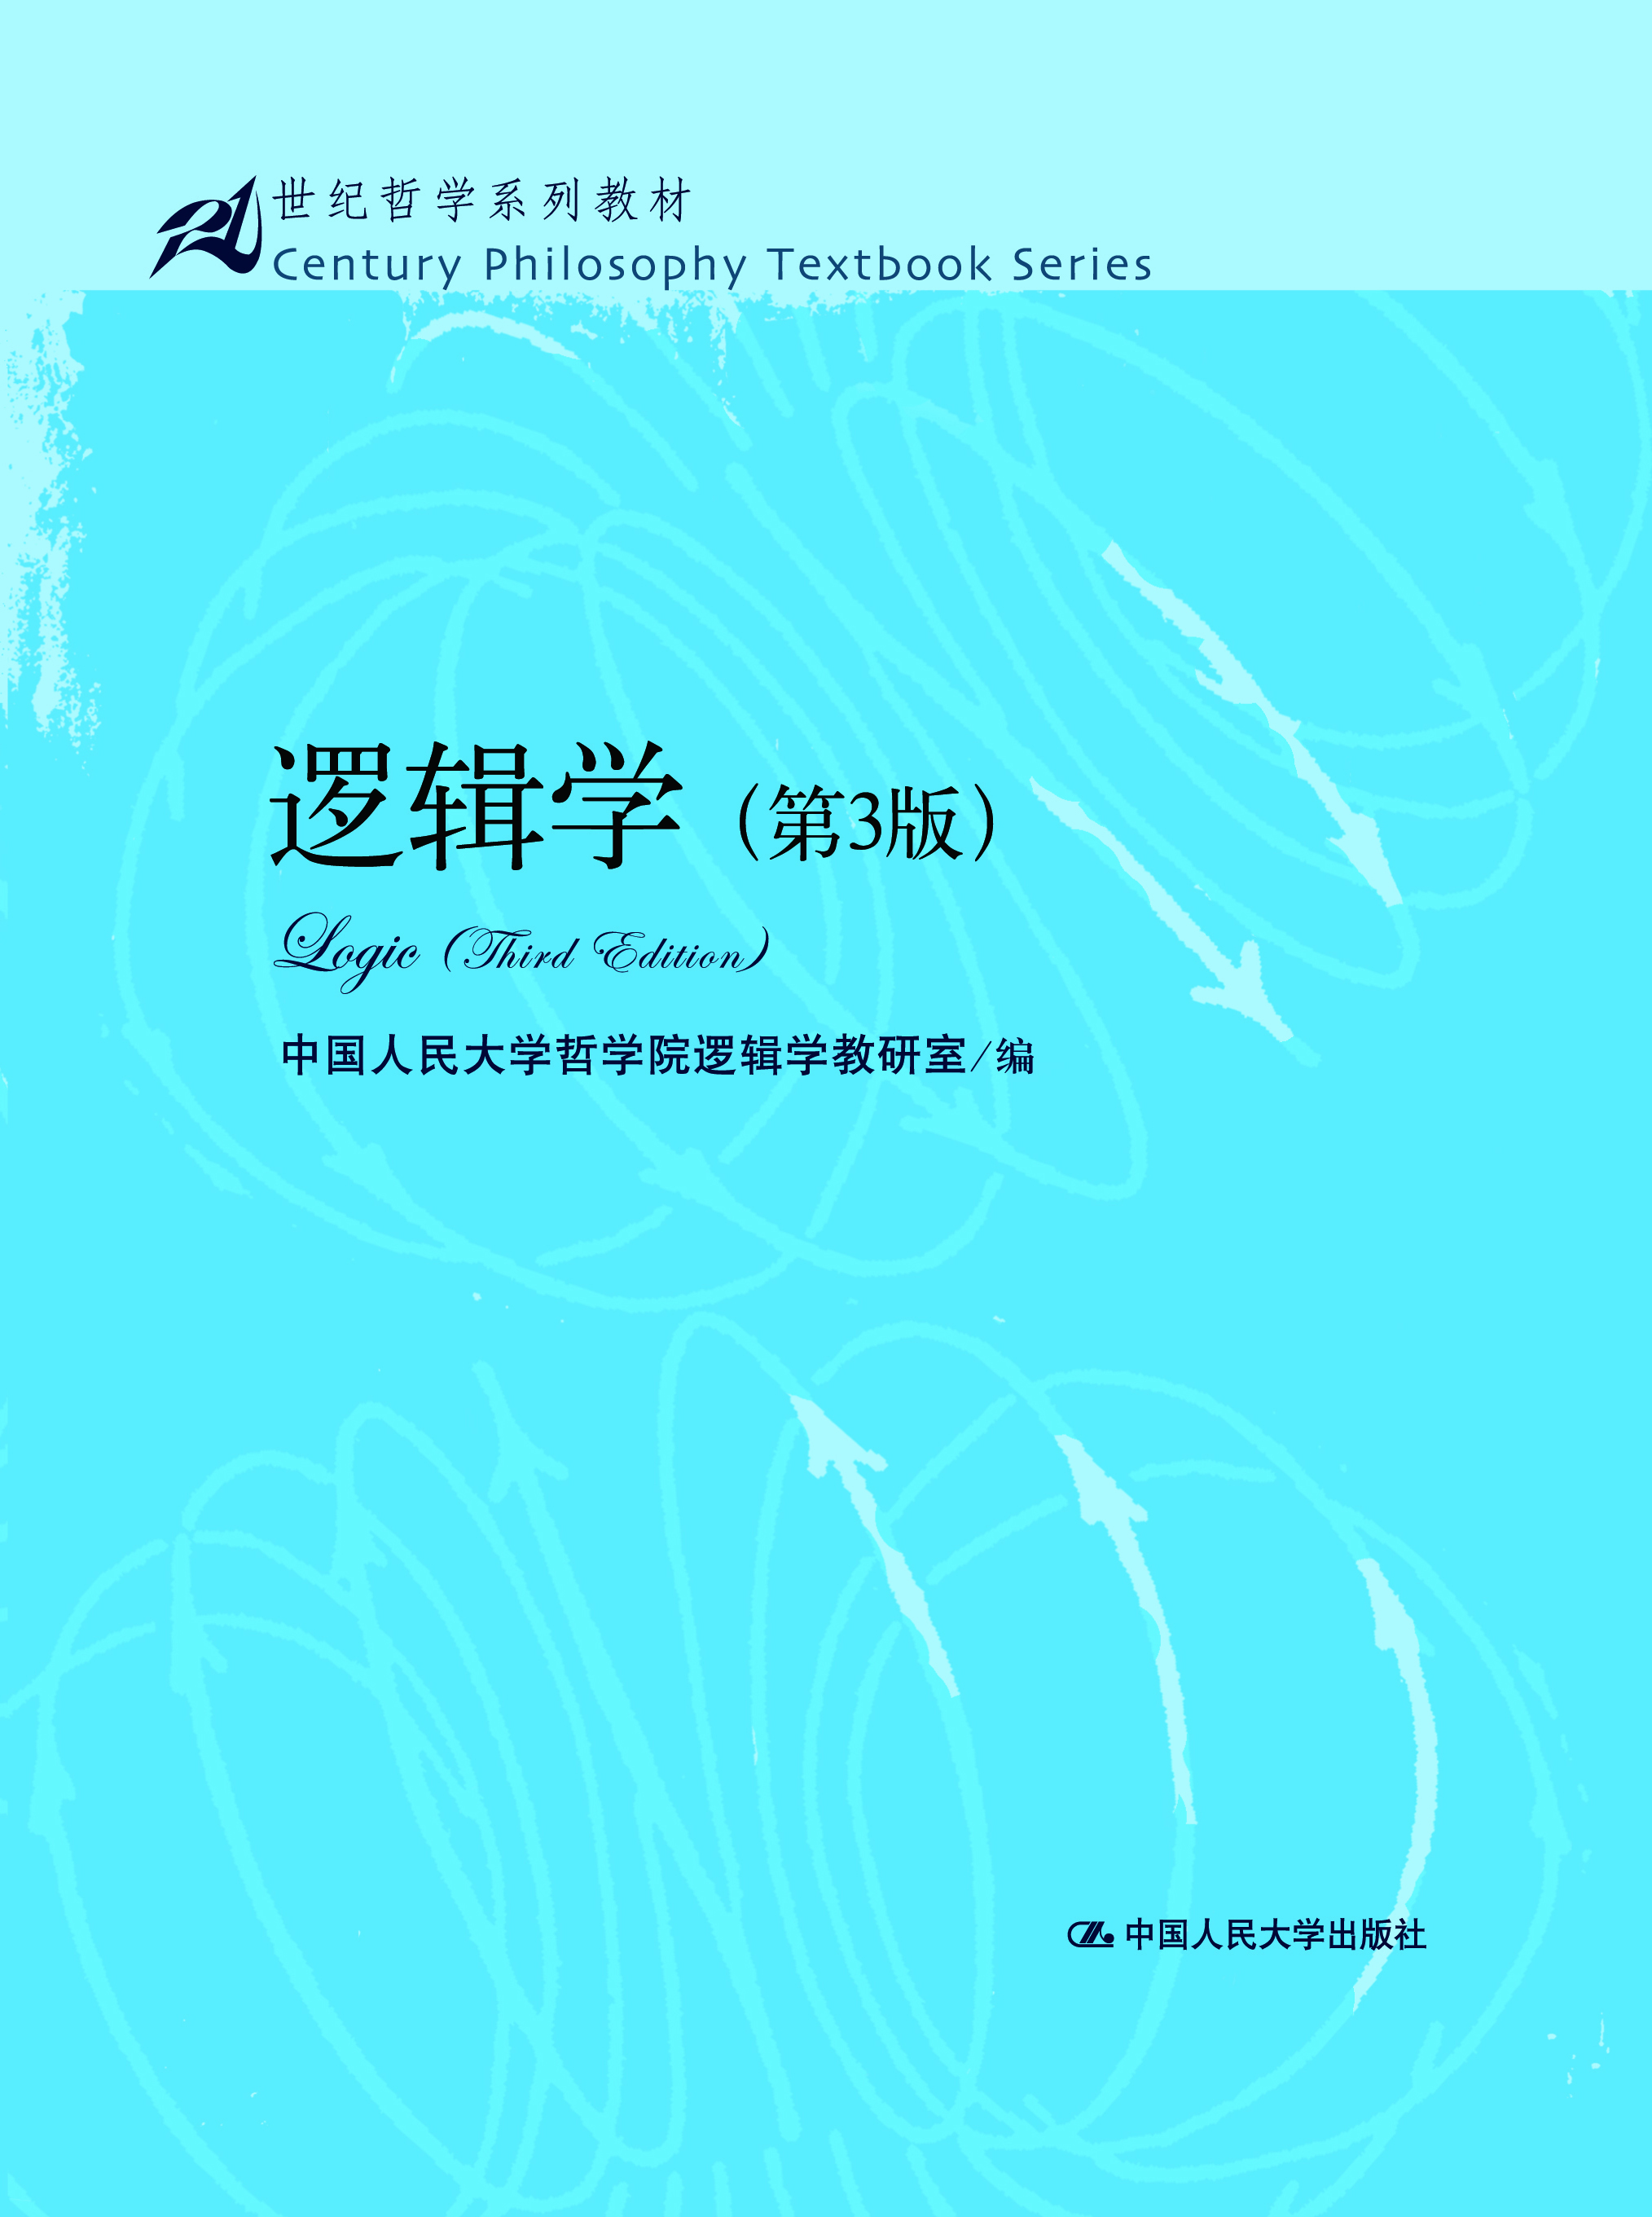 21世纪哲学系列教材
Century Philosophy Textbook Series
逻辑学（第3版）
Logic (Third Edition)
中国人民大学哲学院逻辑学教研室/编
中国人民大学出版社